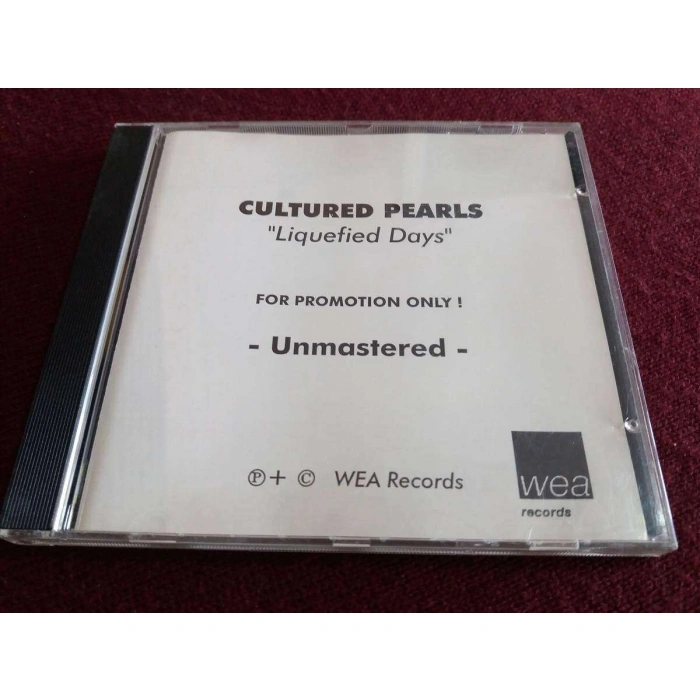 CULTURED PEARLS
"Liquefied Days"
FOR PROMOTION ONLY !
- Unmastered -
℗ + © WEA Records
wea
records